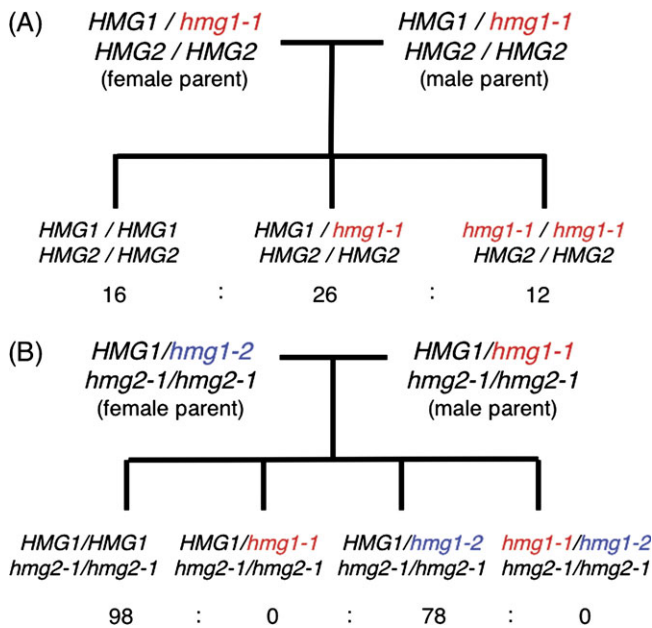 (A)
HMG1 / hmg1-1
HMG2 / HMG2
(female parent)
HMG1 / hmg1-1
HMG2 / HMG2
(male parent)
HMG1 / HMG1
HMG2 / HMG2
HMG1 / hmg1-1
HMG2 / HMG2
hmg1-1 / hmg1-1
HMG2 / HMG2
16 : 26 : 12
(B)
HMG1/hmg1-2
hmg2-1/hmg2-1
(female parent)
HMG1/hmg1-1
hmg2-1/hmg2-1
(male parent)
HMG1/HMG1
hmg2-1/hmg2-1
HMG1/hmg1-1
hmg2-1/hmg2-1
HMG1/hmg1-2
hmg2-1/hmg2-1
hmg1-1/hmg1-2
hmg2-1/hmg2-1
98 : 0 : 78 : 0